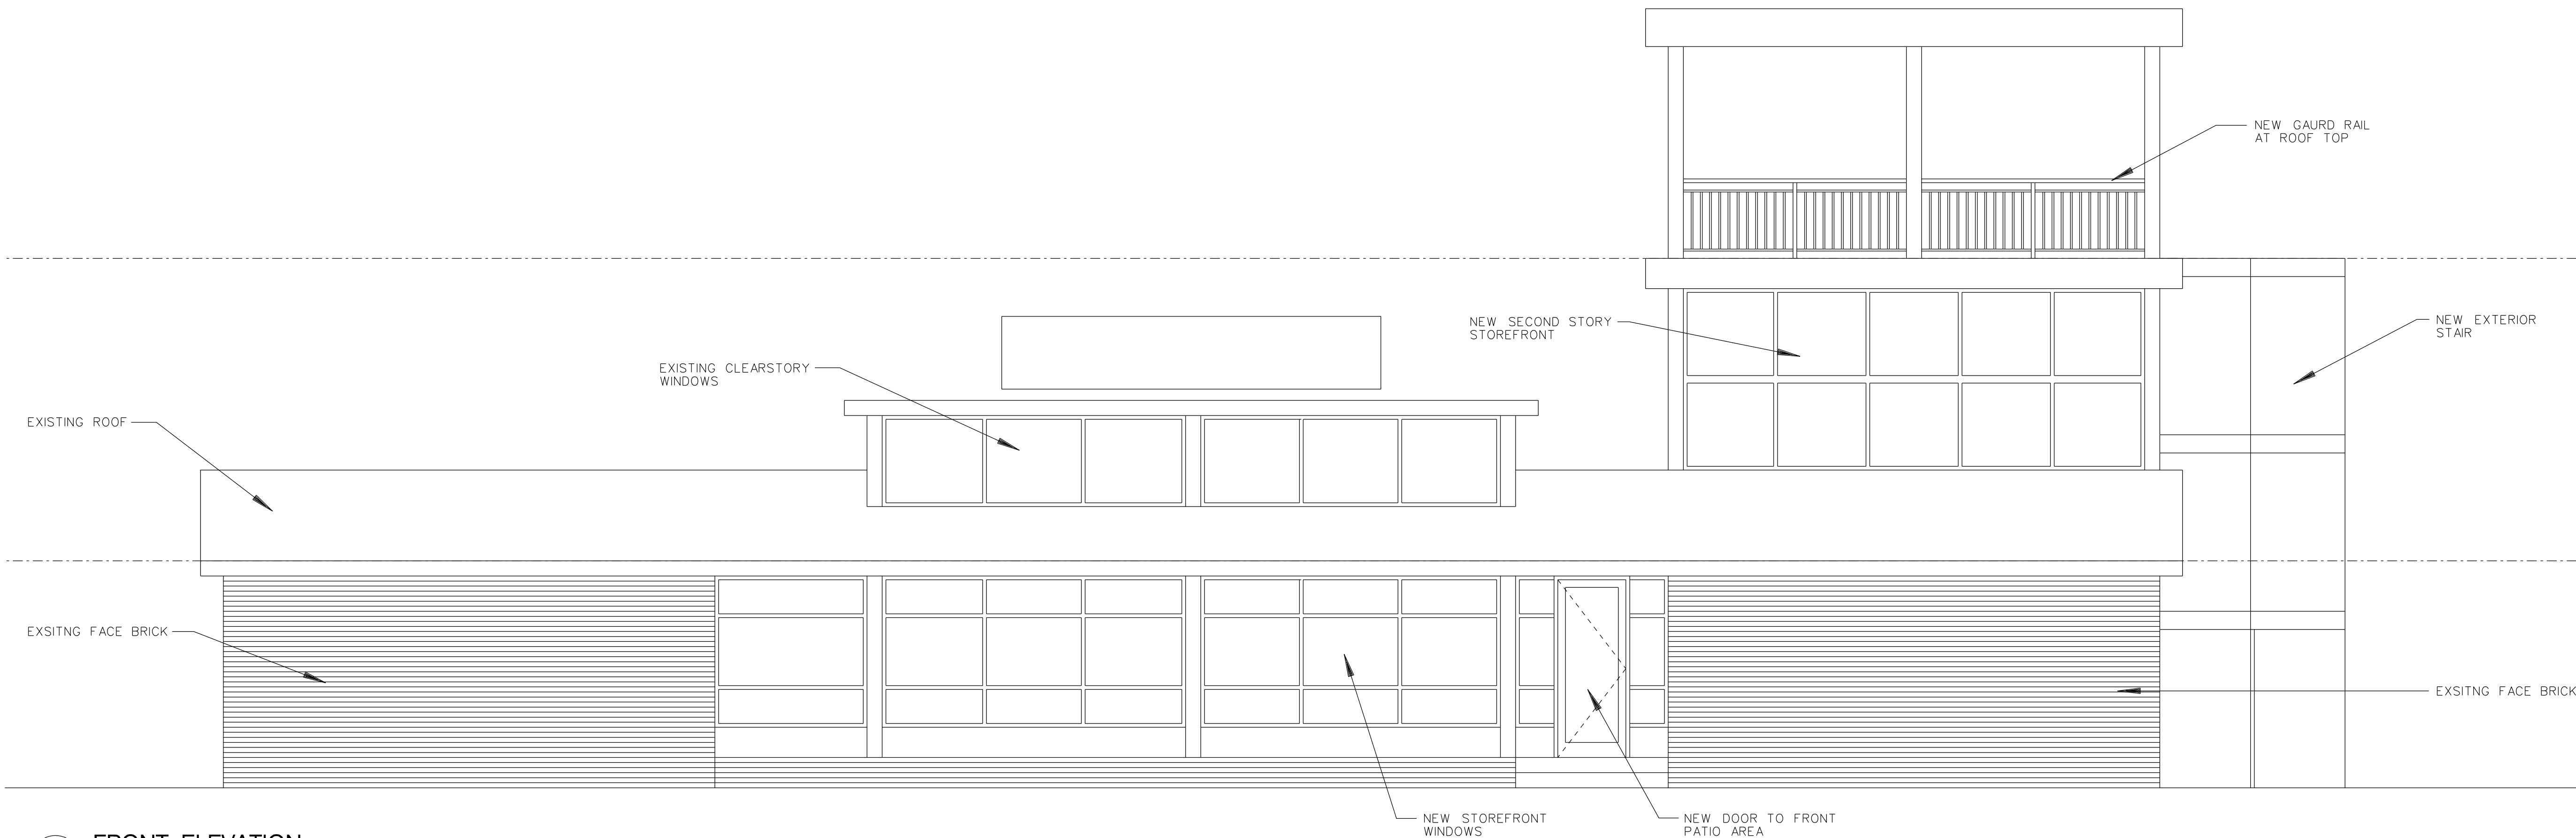 NEW GAURD RAIL
AT ROOF TOP
NEW SECOND STORY
STOREFRONT
NEW EXTERIOR
STAIR
EXISTING CLEARSTORY
WINDOWS
EXISTING ROOF
EXSITNG FACE BRICK
EXSITNG FACE BRICK
NEW STOREFRONT
WINDOWS
NEW DOOR TO FRONT
PATIO AREA
FRONT ELEVATION